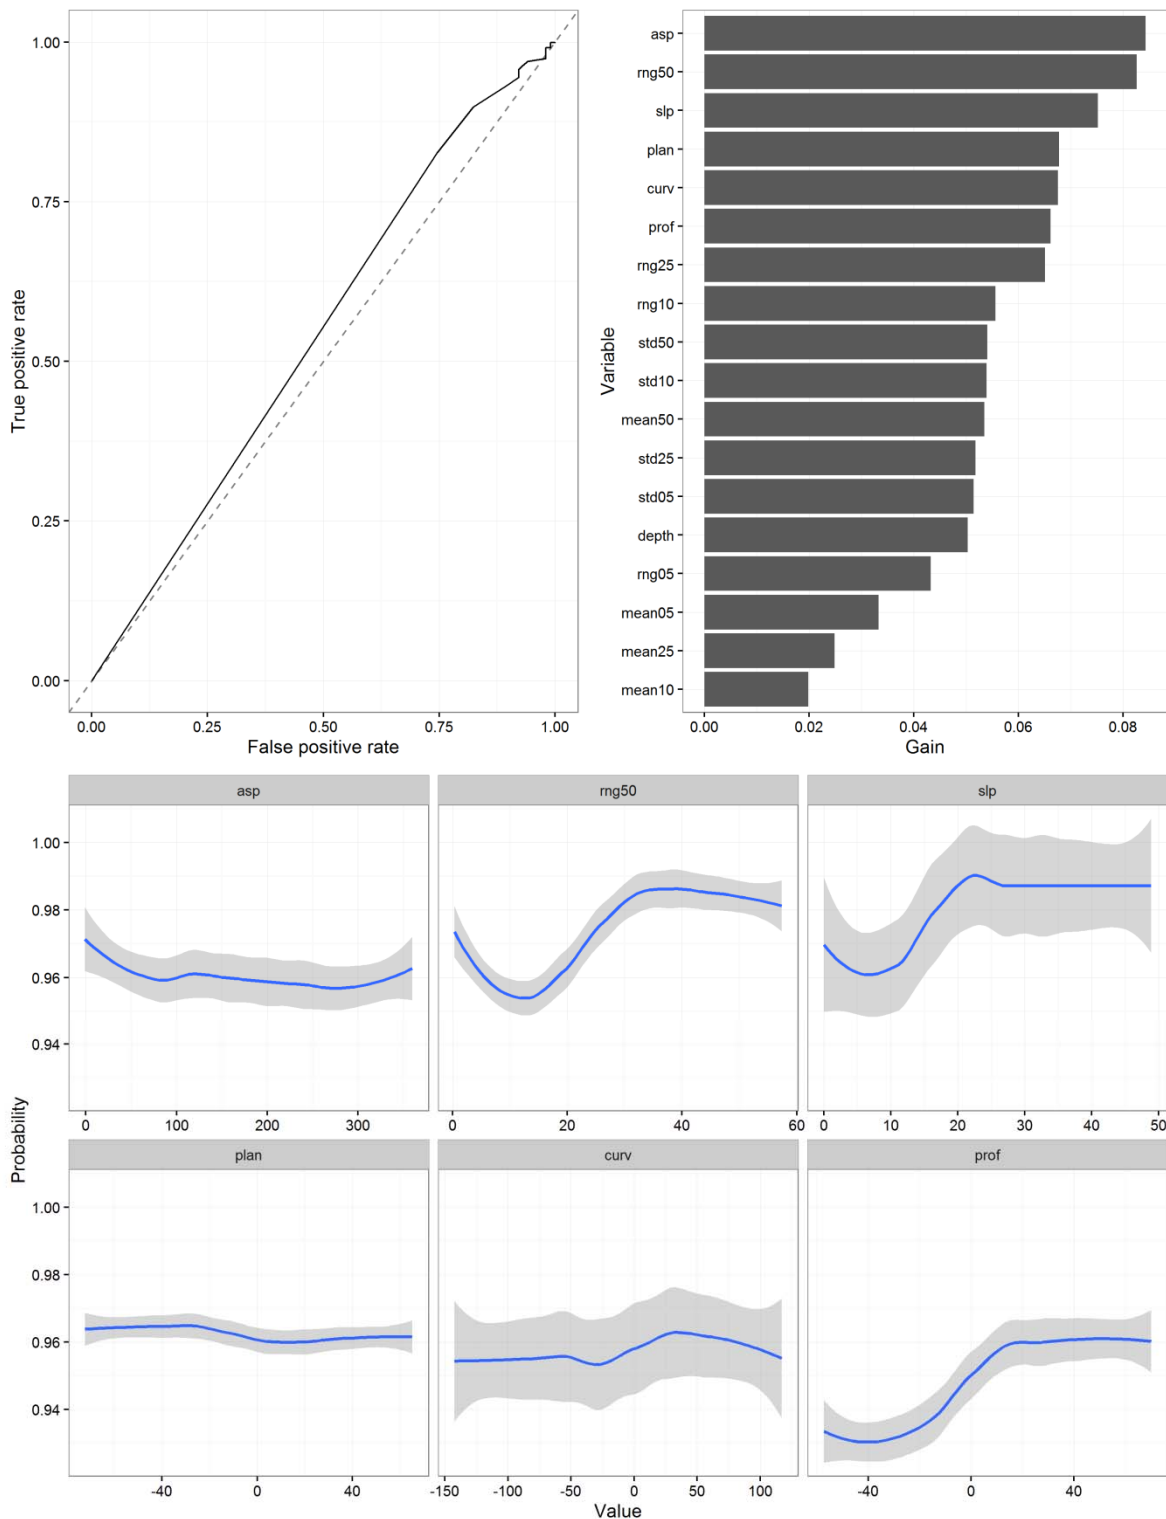 1.00
0.75
0.50
0.25
0.00
True positive rate
0.00 0.25 0.50 0.75 1.00
False positive rate
asp
rng50
slp
plan
curv
prof
rng25
rng10
std50
std10
mean50
std25
std05
depth
rng05
mean05
mean25
mean10
Variable
0.00 0.02 0.04 0.06 0.08
Gain
asp rng50 slp
1.00
0.98
0.96
0.94
0 100 200 300 0 20 40 60 0 10 20 30 40 50
Probability
plan curv prof
1.00
0.98
0.96
0.94
-40 0 40 -150 -100 -50 0 50 100 -40 0 40
Value